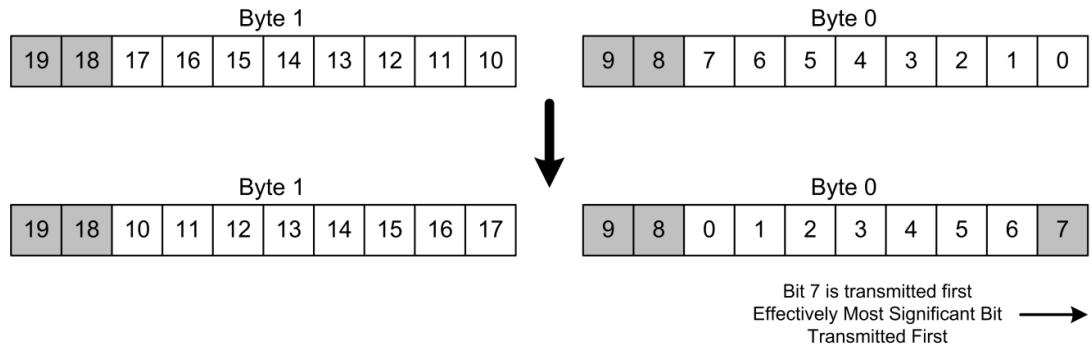 Byte 1 Byte 0
19 18 17 16 15 14 13 12 11 10 9 8 7 6 5 4 3 2 1 0
Byte 1 Byte 0
19 18 10 11 12 13 14 15 16 17 9 8 0 1 2 3 4 5 6 7
Bit 7 is transmitted first
Effectively Most Significant Bit
Transmitted First